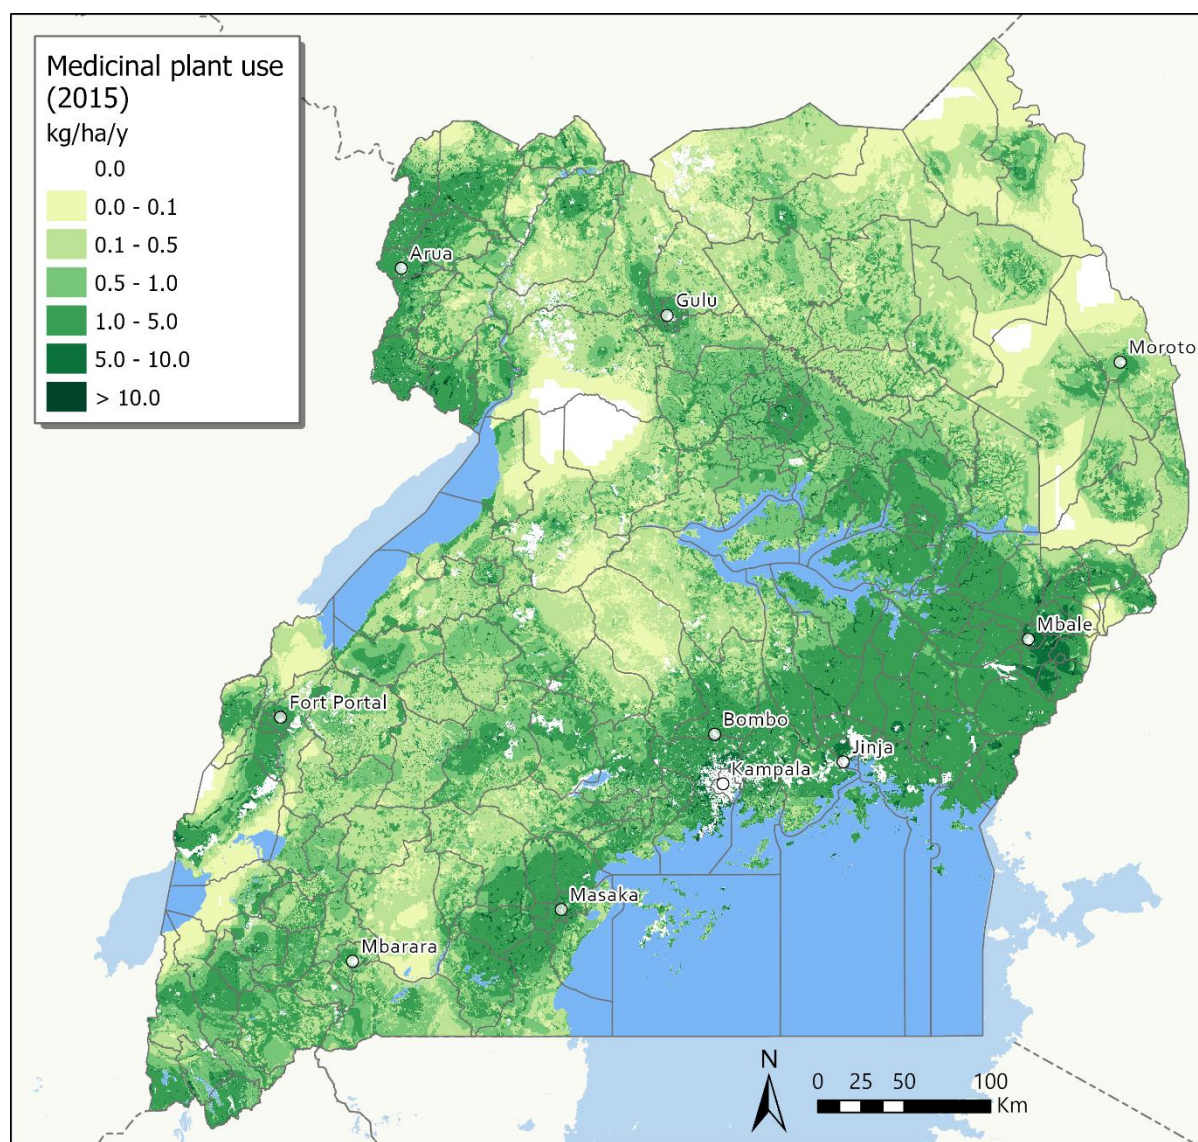 Medicinal plant use
(2015)
kg/ha/y
0.0
0.0 - 0.1
0.1 - 0.5
0.5 - 1.0
1.0 - 5.0
5.0 - 10.0
> 10.0
Arua
Gulu
Moroto
Mbale
Fort Portal
Bombo
Jinja
Kampala
Masaka
Mbarara
N
0 25 50 100
Km